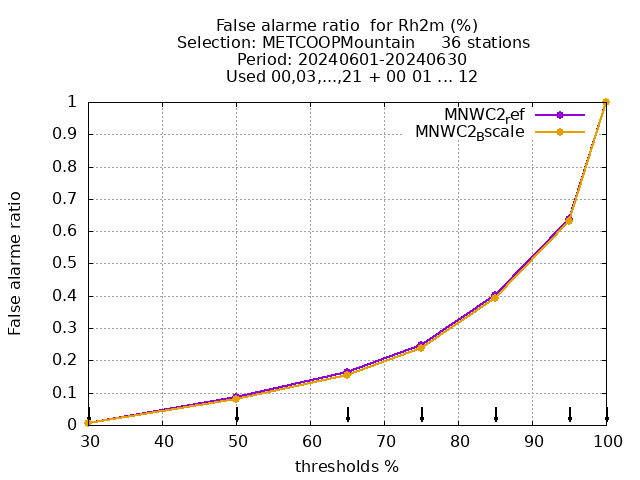 False alarme ratio  for Rh2m (%)
Selection: METCOOPMountain     36 stations
Period: 20240601-20240630
Used 00,03,...,21 + 00 01 ... 12
MNWC2_ref
MNWC2_Bscale
False alarme ratio
1
0.9
0.8
0.7
0.6
0.5
0.4
0.3
0.2
0.1
0
30 40 50 60 70 80 90 100
thresholds %